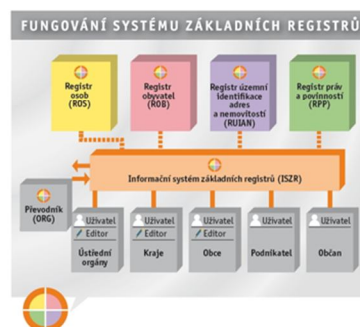 FUNGOVÁNÍ SYSTÉMU ZÁKLADNÍCH REGISTRŮ
Registr
osob
(ROS)
Registr
obyvatel
(ROB)
Registr územní
identifikace
adres
a nemovitostí
(RUIAN)
Registr práv
a povinností
(RPP)
Informační systém základních registrů (ISZR)
Převodník
(ORG)
Uživatel
Editor
Ústřední
orgány
Uživatel
Editor
Kraje
Uživatel
Editor
Obce
Uživatel
Podnikatel
Uživatel
Občan